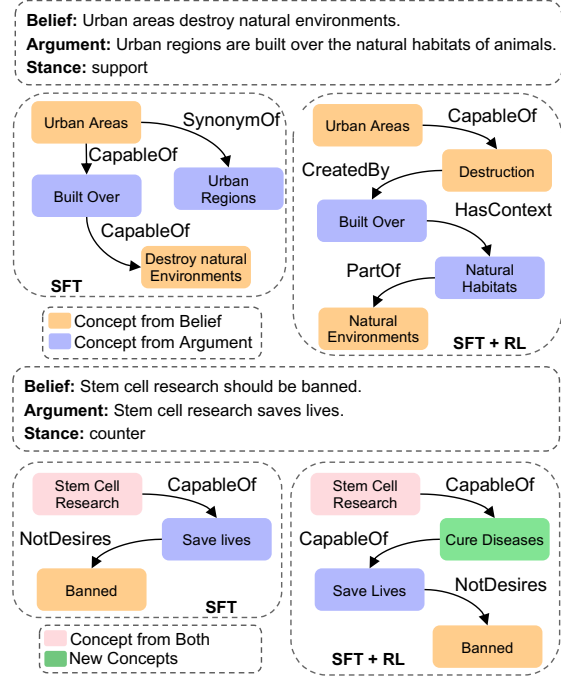 Belief: Urban areas destroy natural environments.
Argument: Urban regions are built over the natural habitats of animals.
Stance: support
Urban Areas
SynonymOf
CapableOf
Built Over
Urban
Regions
CapableOf
Destroy natural
Environments
SFT
Urban Areas
CapableOf
CreatedBy
Destruction
Built Over
HasContext
PartOf
Natural
Habitats
Natural
Environments
SFT + RL
Concept from Belief
Concept from Argument
Belief: Stem cell research should be banned.
Argument: Stem cell research saves lives.
Stance: counter
Stem Cell
Research
CapableOf
NotDesires
Save lives
Banned
SFT
Stem Cell
Research
CapableOf
CapableOf
Cure Diseases
Save Lives
NotDesires
Banned
SFT + RL
Concept from Both
New Concepts